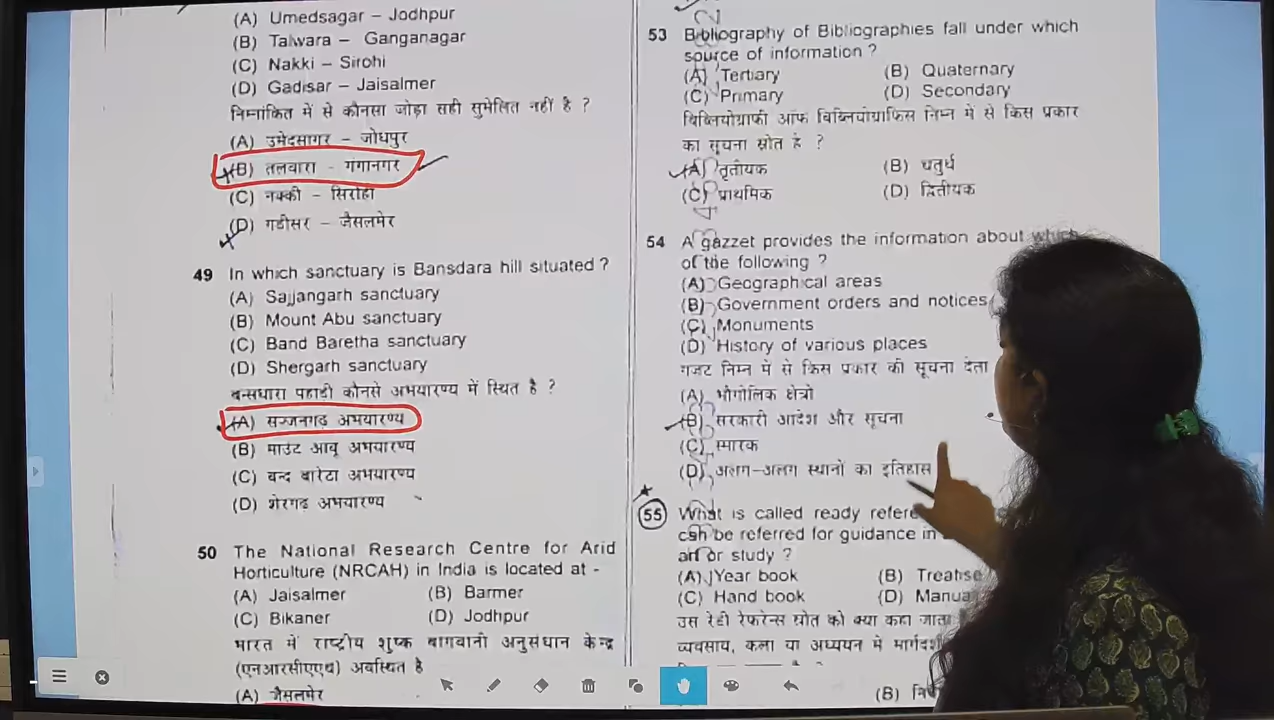 (A) Umedsagar – Jodhpur
(B) Talwara – Ganganagar
(C) Nakki – Sirohi
(D) Gadisar – Jaisalmer
निम्नांकित में से कौनसा जोड़ा सही सुमेलित नहीं है ?
(A) उमेदसागर – जोधपुर
(B) तलवारा - गंगानगर
(C) नक्की – सिरोही
(D) गडीसर – जैसलमेर
49 In which sanctuary is Bansdara hill situated ?
(A) Sajjangarh sanctuary
(B) Mount Abu sanctuary
(C) Band Baretha sanctuary
(D) Shergarh sanctuary
बन्सधारा पहाडी कौनसे अभयारण्य में स्थित है ?
(A) सज्जनगढ़ अभयारण्य
(B) माउंट आबू अभयारण्य
(C) बन्द बारेटा अभयारण्य
(D) शेरगढ़ अभयारण्य
50 The National Research Centre for Arid
Horticulture (NRCAH) in India is located at -
(A) Jaisalmer (B) Barmer
(C) Bikaner (D) Jodhpur
भारत में राष्ट्रीय शुष्क बागवानी अनुसंधान केन्द्र
(एनआरसीएएच) अवस्थित है
(A) जैसलमेर
53 Bibliography of Bibliographies fall under which
source of information ?
(A) Tertiary (B) Quaternary
(C) Primary (D) Secondary
विब्लियोग्राफी ऑफ विब्लियोग्राफिस निम्न में से किस प्रकार
का सूचना स्रोत है ?
(A) तृतीयक (B) चतुर्थ
(C) प्राथमिक (D) द्वितीयक
54 A gazzet provides the information about which
of the following ?
(A) Geographical areas
(B) Government orders and notices
(C) Monuments
(D) History of various places
गजट निम्न में से किस प्रकार की सूचना देता
(A) भौगोलिक क्षेत्रो
(B) सरकारी आदेश और सूचना
(C) स्मारक
(D) अलग-अलग स्थानों का इतिहास
55 What is called ready refere
can be referred for guidance in
art or study ?
(A) Year book (B) Treatise
(C) Hand book (D) Manua
उस रेडी रेफरेन्स स्रोत को क्या कहा जाता
व्यवसाय, कला या अध्ययन में मार्गदर्श
(B)